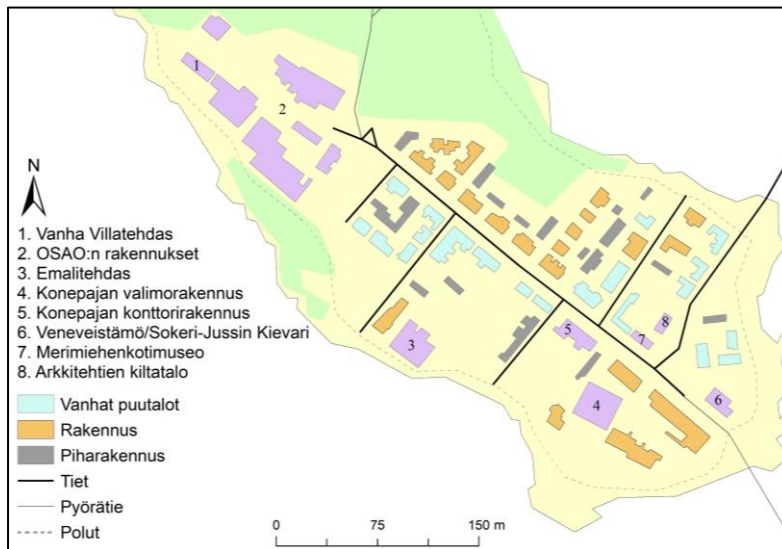 N
1. Vanha Villatehdas
2. OSAO:n rakennukset
3. Emalitehdas
4. Konepajan valimorakennus
5. Konepajan konttorirakennus
6. Veneveistämö/Sokeri-Jussin Kievari
7. Merimiehenkotimuseo
8. Arkkitehtien kiltatalo
Vanhat puutalot
Rakennus
Piharakennus
Tiet
Pyörätie
Polut
1
2
3
4
5
6
7
8
0 75 150 m